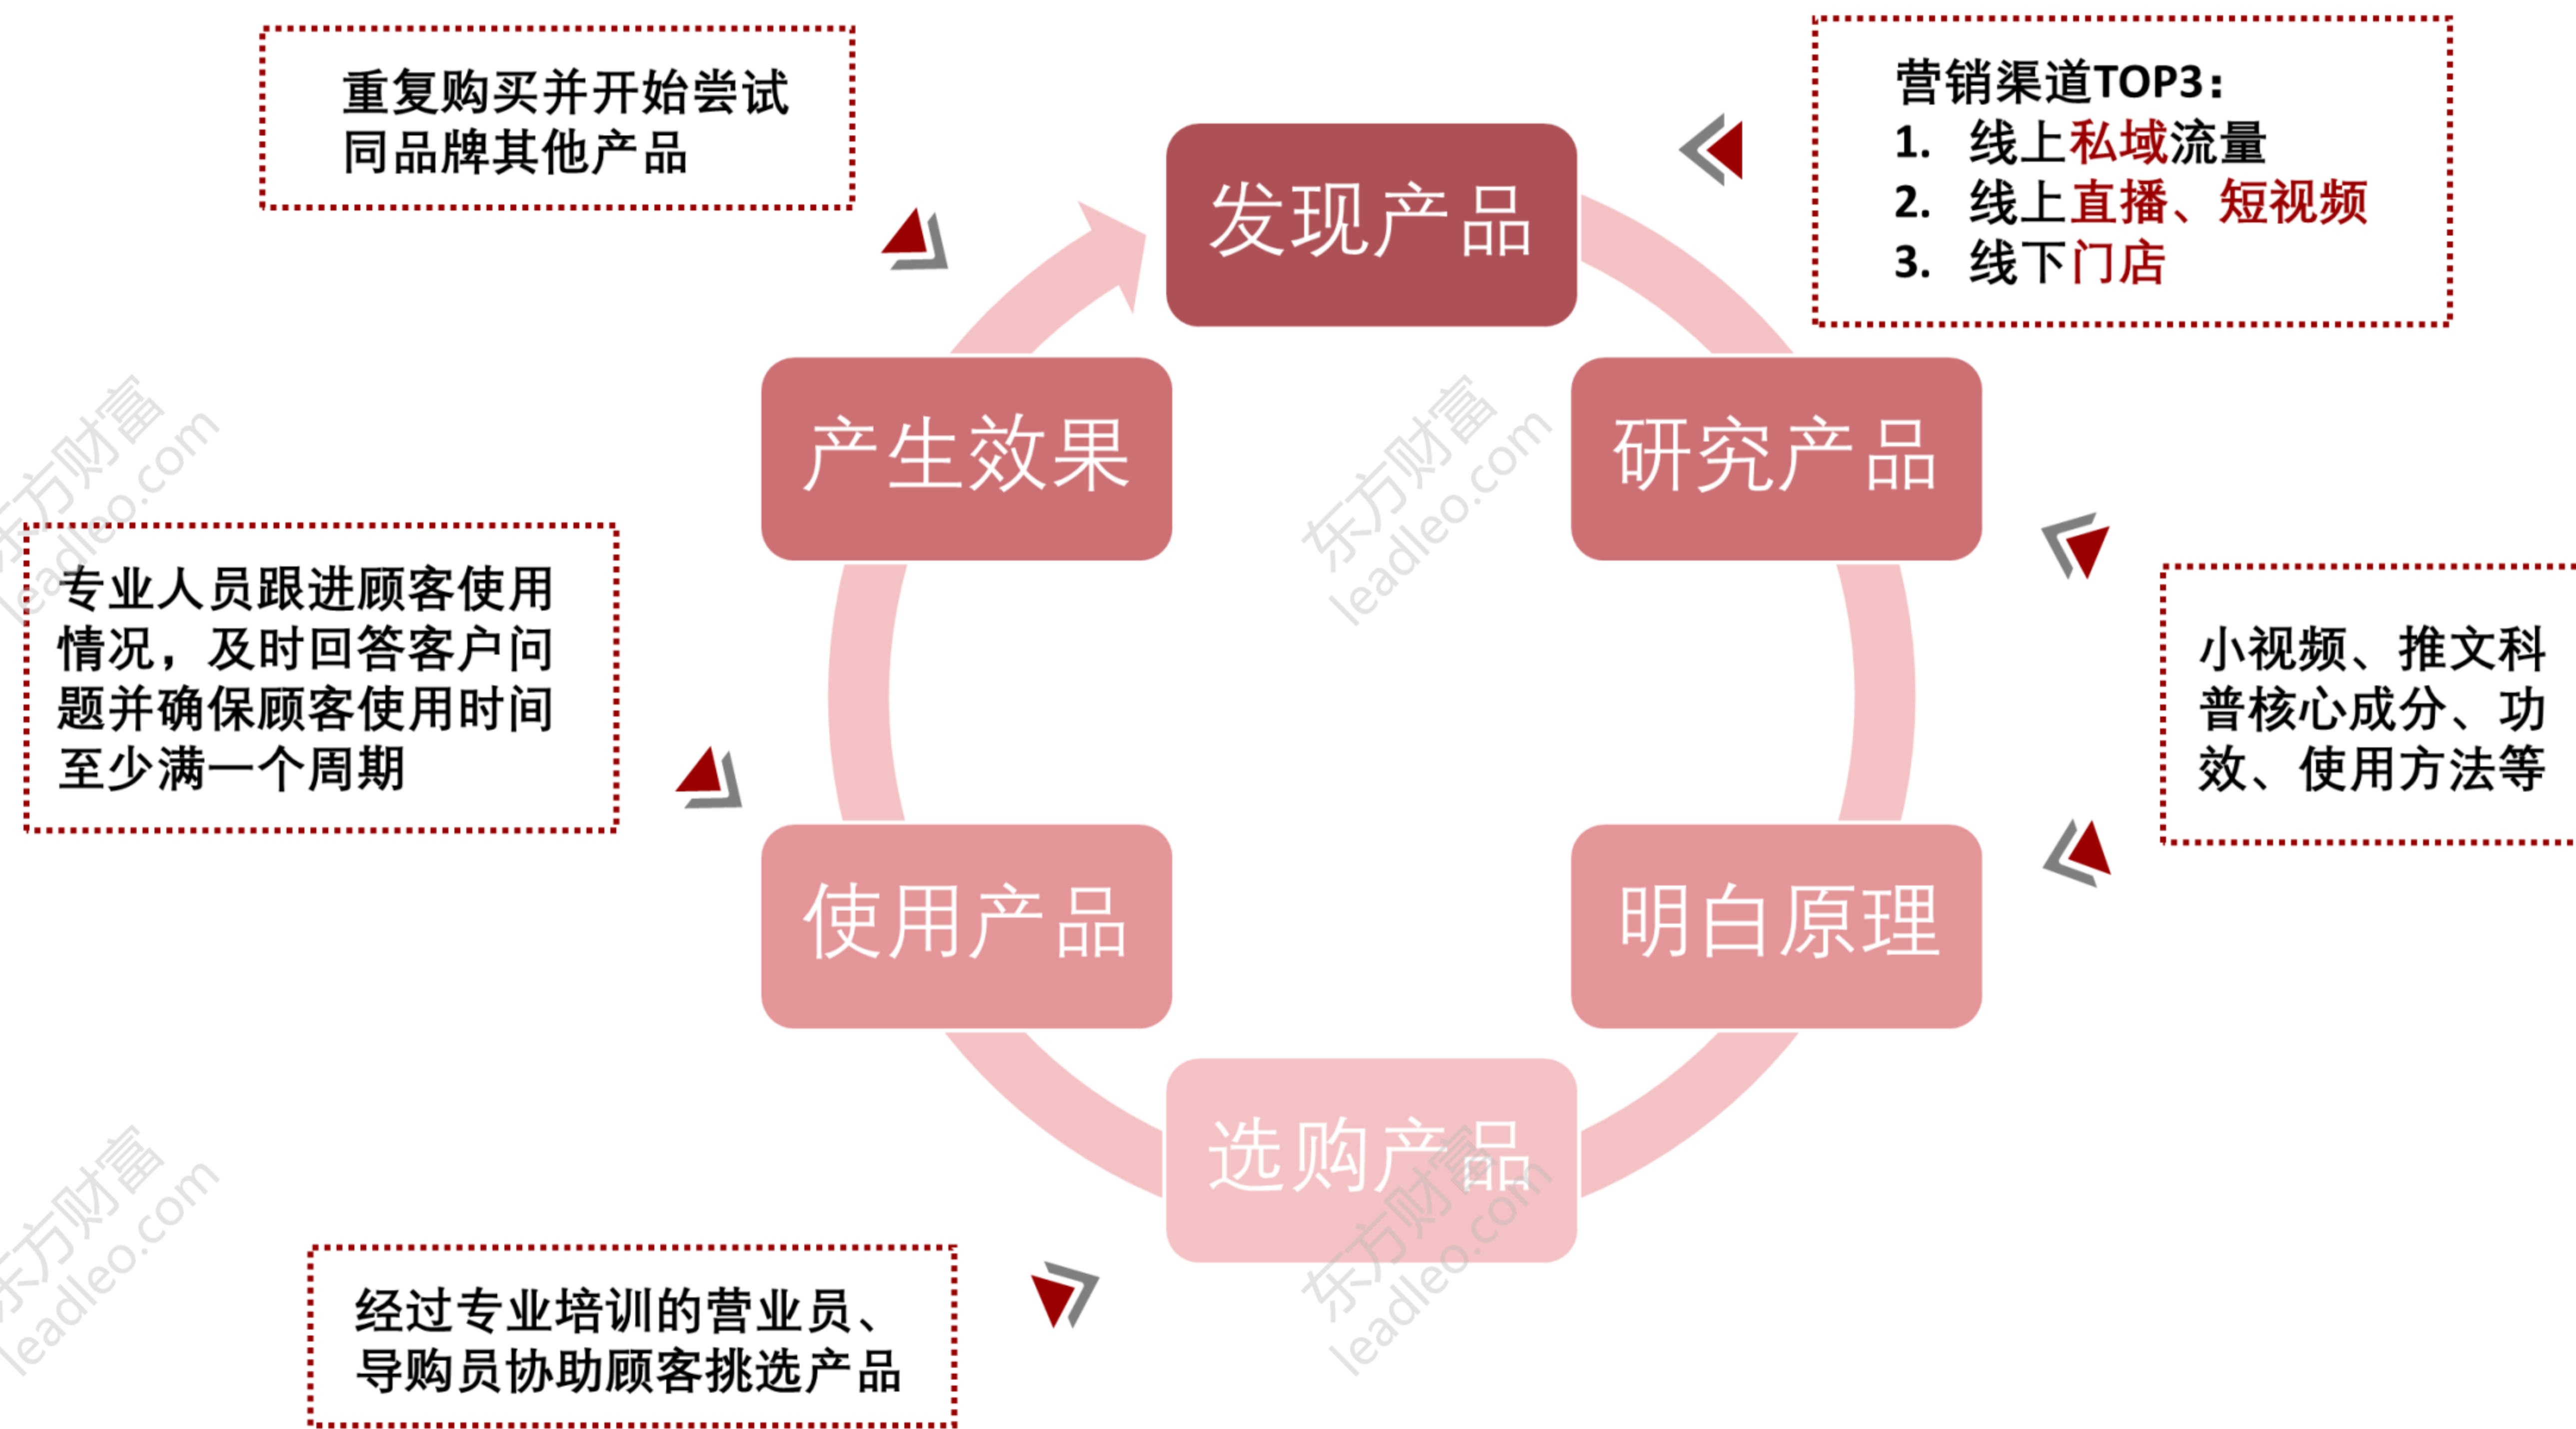 重复购买并开始尝试
同品牌其他产品
营销渠道TOP3：
1. 线上私域流量
2. 线上直播、短视频
3. 线下门店
发现产品
产生效果
研究产品
专业人员跟进顾客使用
情况，及时回答客户问
题并确保顾客使用时间
至少满一个周期
小视频、推文科
普核心成分、功
效、使用方法等
使用产品
明白原理
选购产品
经过专业培训的营业员、
导购员协助顾客挑选产品
东方财富
leadleo.com
东方财富
leadleo.com
东方财富
leadleo.com
东方财富
leadleo.com